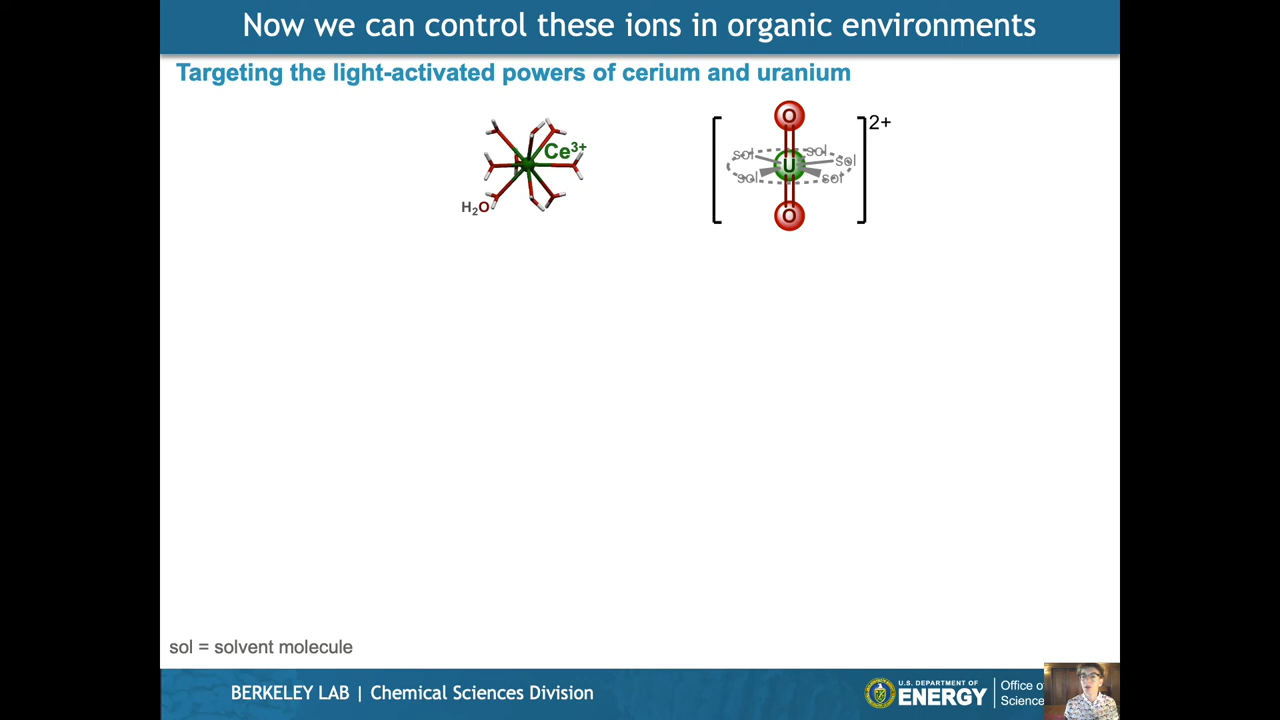 Now we can control these ions in organic environments
Targeting the light-activated powers of cerium and uranium
Ce³⁺
H₂O
O
2+
sol
sol
U
sol
sol
sol
O
sol = solvent molecule
BERKELEY LAB | Chemical Sciences Division
U.S. DEPARTMENT OF
ENERGY
Office of
Science